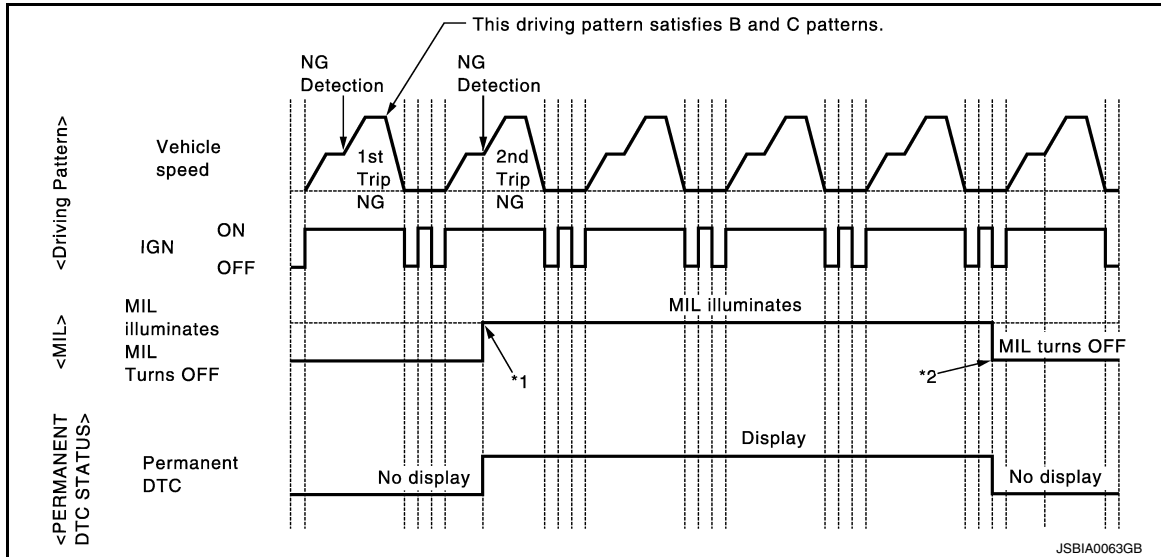 This driving pattern satisfies B and C patterns.
NG
Detection
NG
Detection
<Driving Pattern>
Vehicle
speed
1st
Trip
NG
2nd
Trip
NG
IGN
ON
OFF
<MIL>
MIL
illuminates
MIL
Turns OFF
MIL illuminates
*1
*2
MIL turns OFF
<PERMANENT
DTC STATUS>
Permanent
DTC
No display
Display
No display
JSBIA0063GB